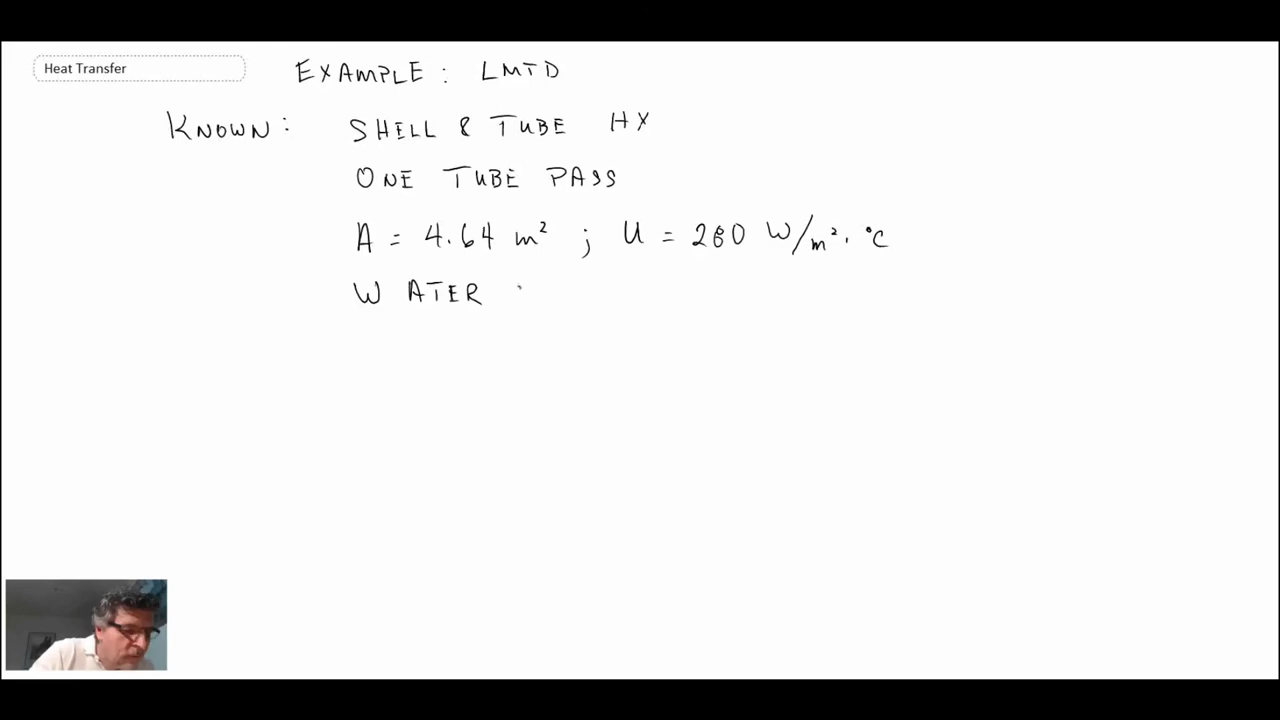 Heat Transfer
EXAMPLE: LMTD
KNOWN: SHELL & TUBE HX
ONE TUBE PASS
A = 4.64 m² ; U = 280 W/m²·°C
WATER